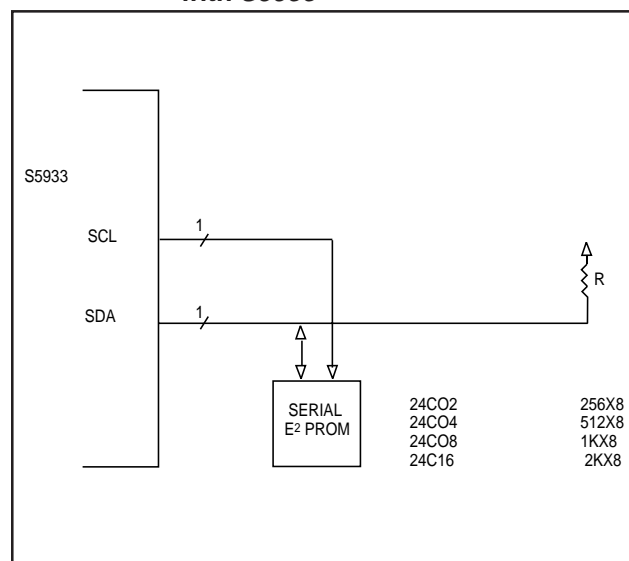 S5933
SCL
1
R
SDA
1
SERIAL
E² PROM
24CO2 256X8
24CO4 512X8
24CO8 1KX8
24C16 2KX8